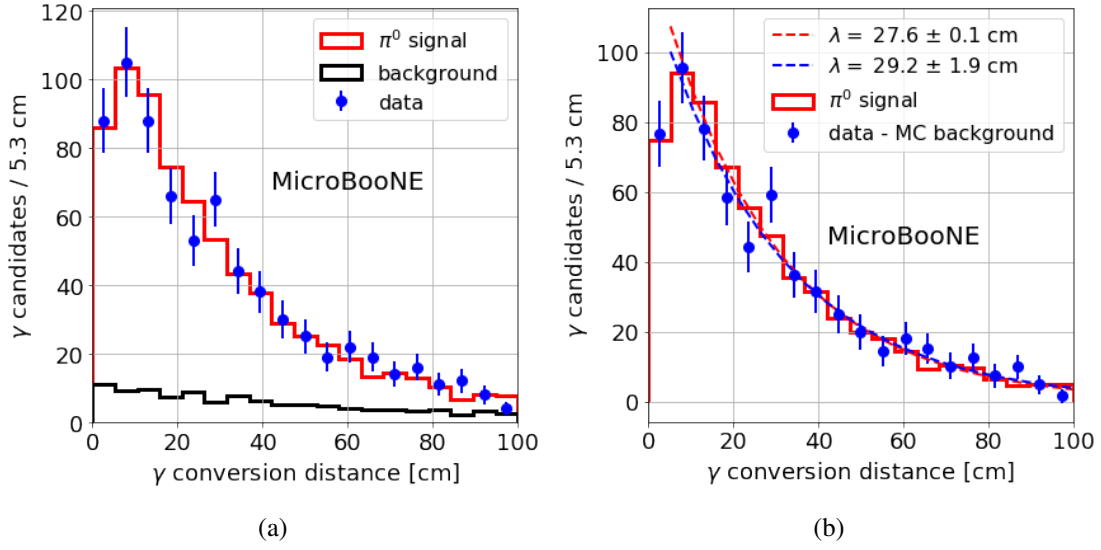 120
100
80
60
40
20
0
γ candidates / 5.3 cm
π⁰ signal
background
data
MicroBooNE
0 20 40 60 80 100
γ conversion distance [cm]
(a)
100
80
60
40
20
0
γ candidates / 5.3 cm
λ = 27.6 ± 0.1 cm
λ = 29.2 ± 1.9 cm
π⁰ signal
data - MC background
MicroBooNE
0 20 40 60 80 100
γ conversion distance [cm]
(b)